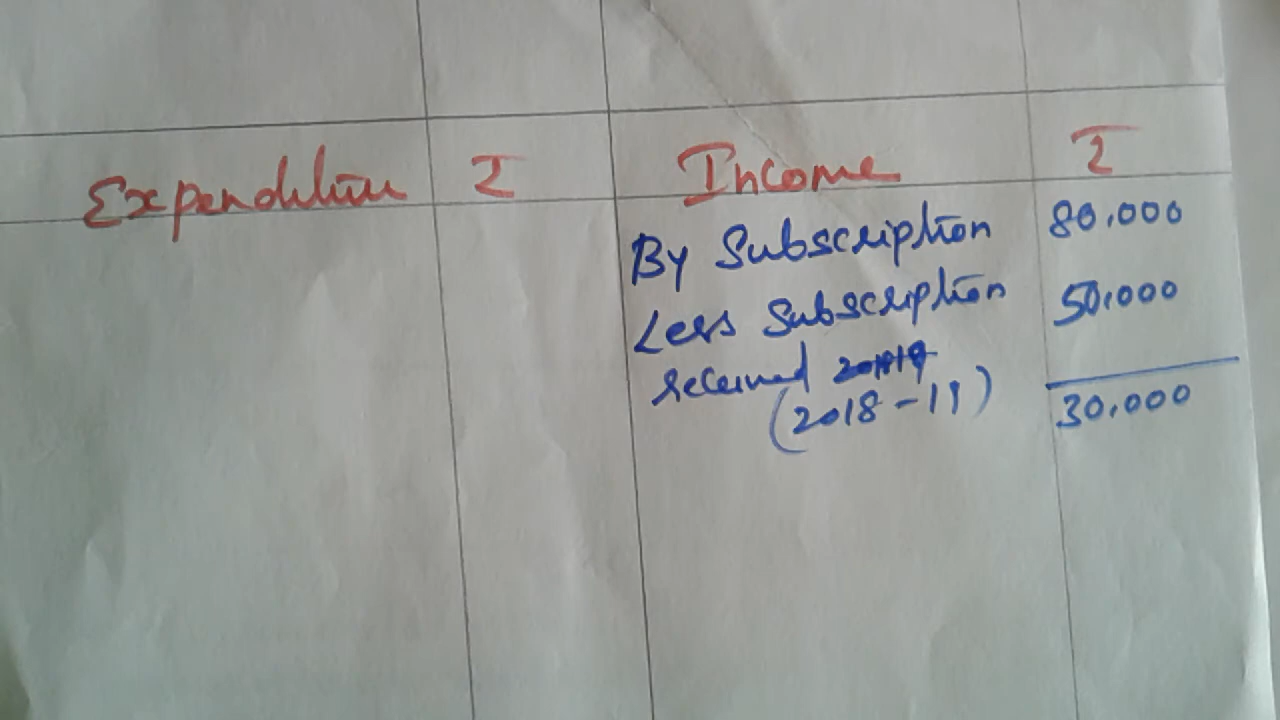 Expenditure ₹ Income ₹
By Subscription 80,000
Less Subscription 50,000
received
(2018-19) 30,000